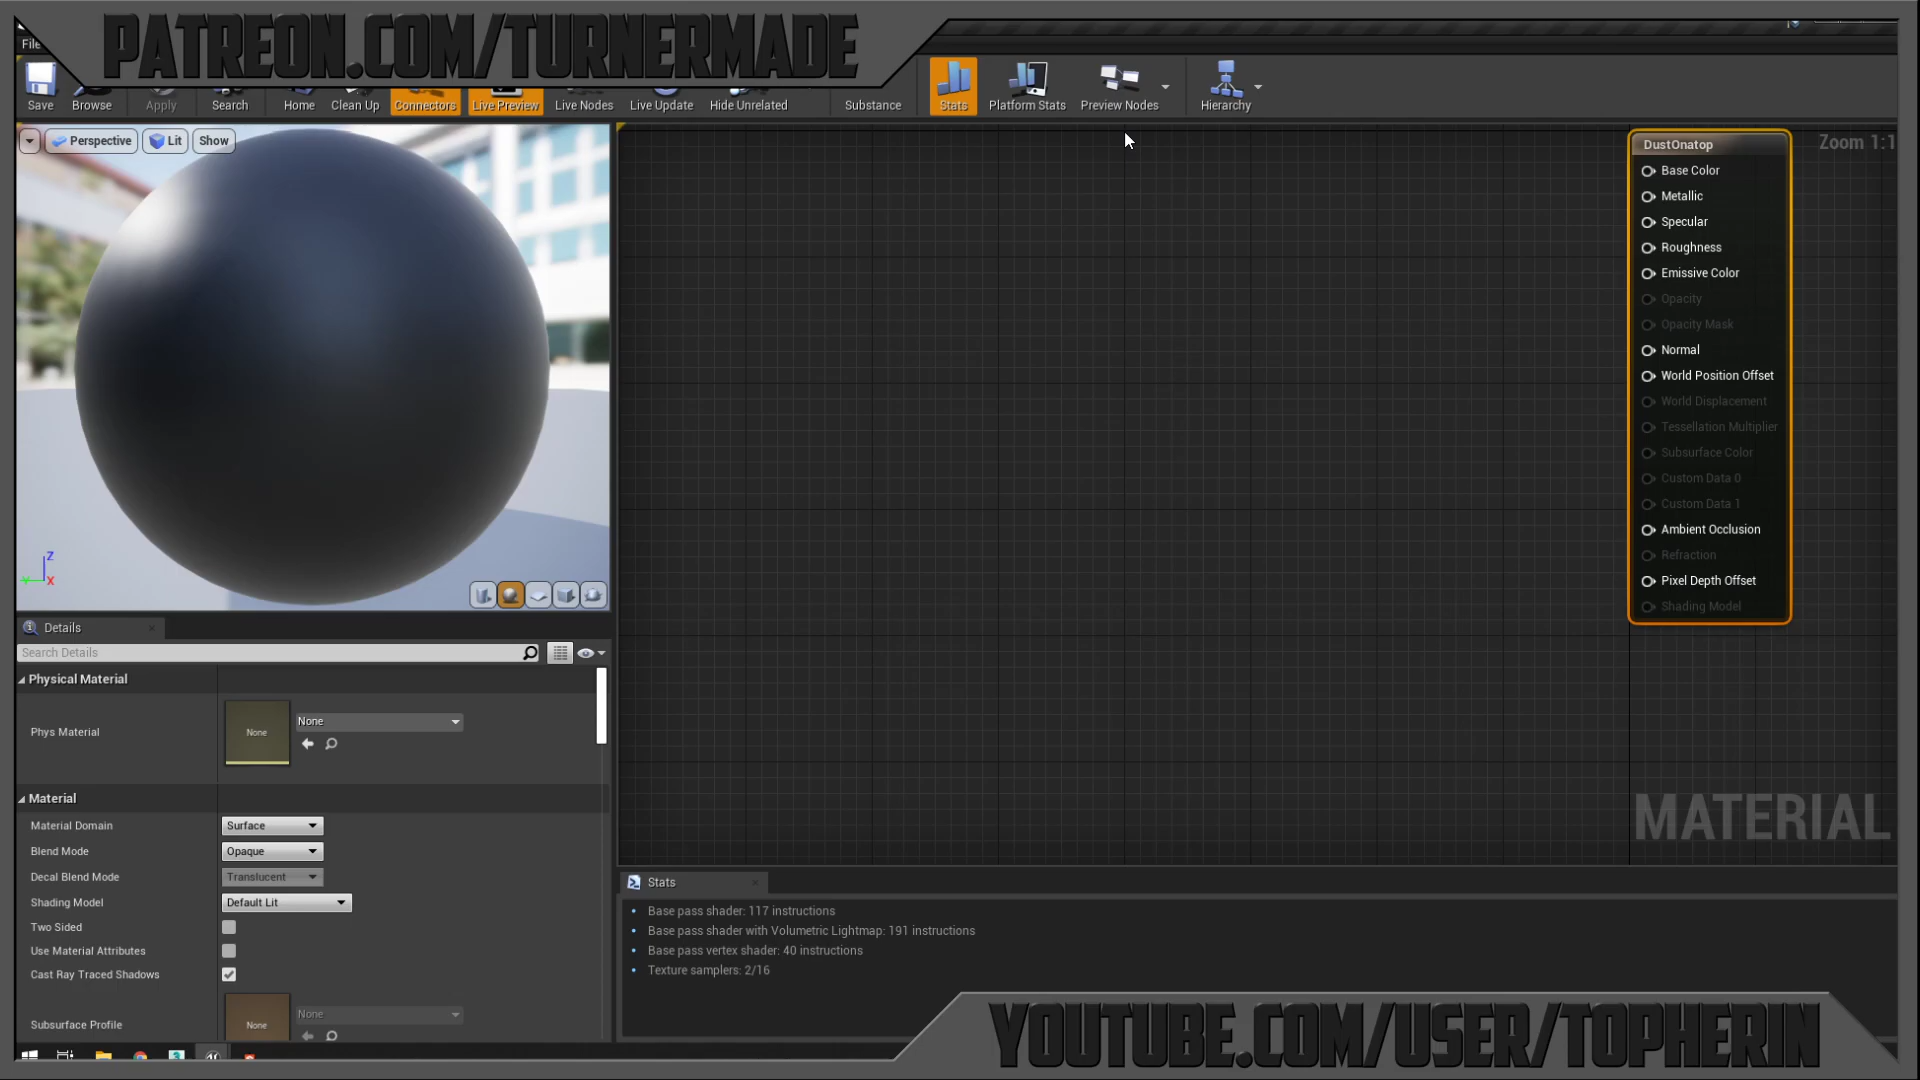 PATREON.COM/TURNERMADE
File
Save
Browse
Apply
Search
Home
Clean Up
Connectors
Live Preview
Live Nodes
Live Update
Hide Unrelated
Substance
Stats
Platform Stats
Preview Nodes
Hierarchy
Perspective
Lit
Show
Zoom 1:1
DustOnatop
Base Color
Metallic
Specular
Roughness
Emissive Color
Opacity
Opacity Mask
Normal
World Position Offset
World Displacement
Tessellation Multiplier
Subsurface Color
Custom Data 0
Custom Data 1
Ambient Occlusion
Refraction
Pixel Depth Offset
Shading Model
MATERIAL
Z
Y
X
Details
Search Details
Physical Material
Phys Material
None
None
Material
Material Domain
Surface
Blend Mode
Opaque
Decal Blend Mode
Translucent
Shading Model
Default Lit
Two Sided
Use Material Attributes
Cast Ray Traced Shadows
Subsurface Profile
None
None
Stats
Base pass shader: 117 instructions
Base pass shader with Volumetric Lightmap: 191 instructions
Base pass vertex shader: 40 instructions
Texture samplers: 2/16
YOUTUBE.COM/USER/TOPHERIN